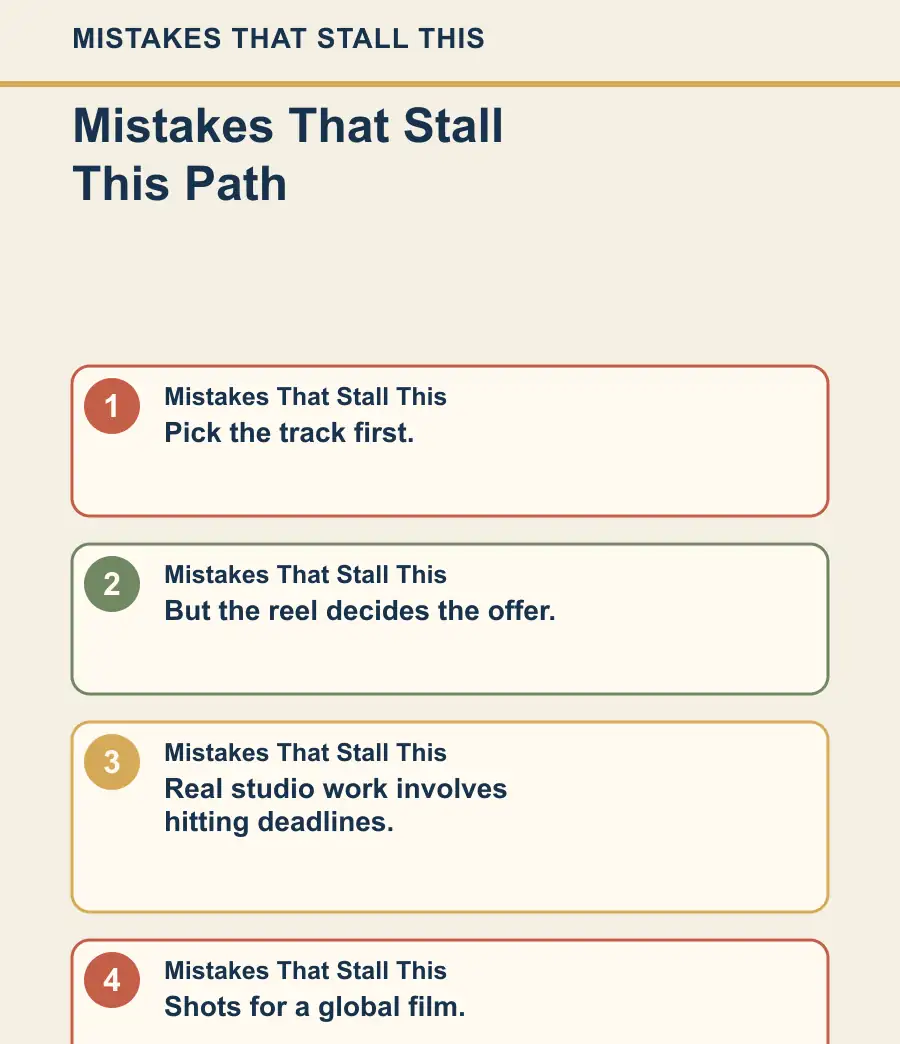 MISTAKES THAT STALL THIS
Mistakes That Stall
This Path
1
Mistakes That Stall This
Pick the track first.
2
Mistakes That Stall This
But the reel decides the offer.
3
Mistakes That Stall This
Real studio work involves
hitting deadlines.
4
Mistakes That Stall This
Shots for a global film.